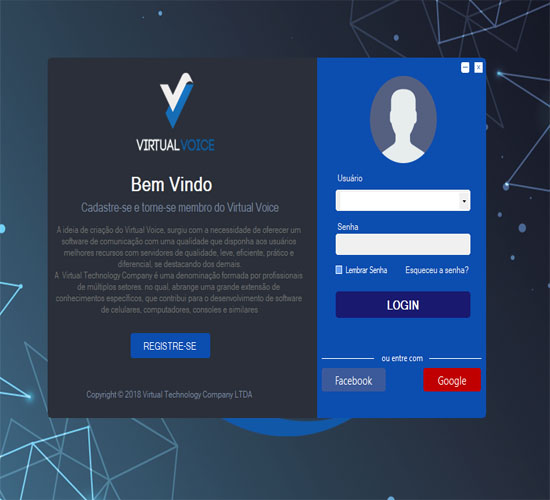 VIRTUAL VOICE
Bem Vindo
Cadastre-se e torne-se membro do Virtual Voice
A ideia de criação do Virtual Voice, surgiu com a necessidade de oferecer um
software de comunicação com uma qualidade que disponha aos usuários
melhores recursos com servidores de qualidade, leve, eficiente, prático e
diferencial, se destacando dos demais.
A Virtual Technology Company é uma denominação formada por profissionais
de múltiplos setores. no qual, abrange uma grande extensão de
conhecimentos específicos, que contribui para o desenvolvimento de software
de celulares, computadores, consoles e similares
REGISTRE-SE
Copyright © 2018 Virtual Technology Company LTDA
Usuário
Senha
Lembrar Senha Esqueceu a senha?
LOGIN
ou entre com
Facebook Google